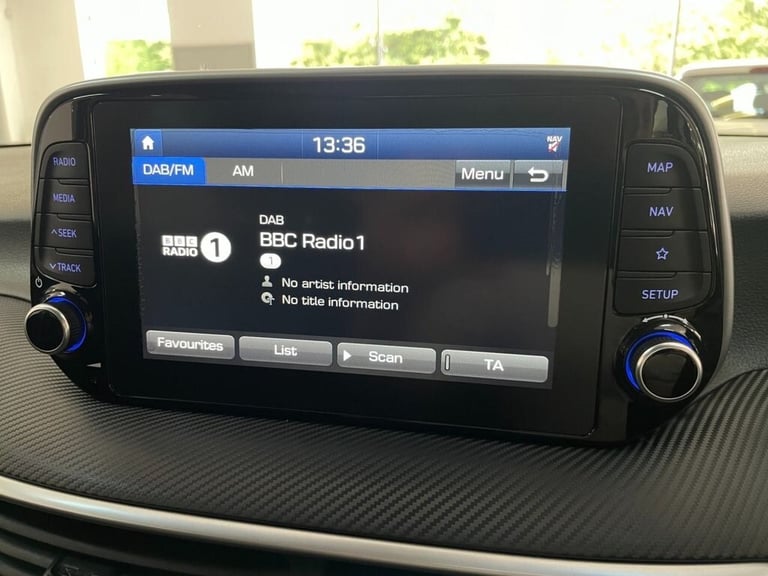 13:36
NAV
DAB/FM
AM
Menu
DAB
BBC Radio 1
BBC
RADIO 1
1
No artist information
No title information
Favourites
List
Scan
TA
RADIO
MEDIA
SEEK
TRACK
MAP
NAV
SETUP